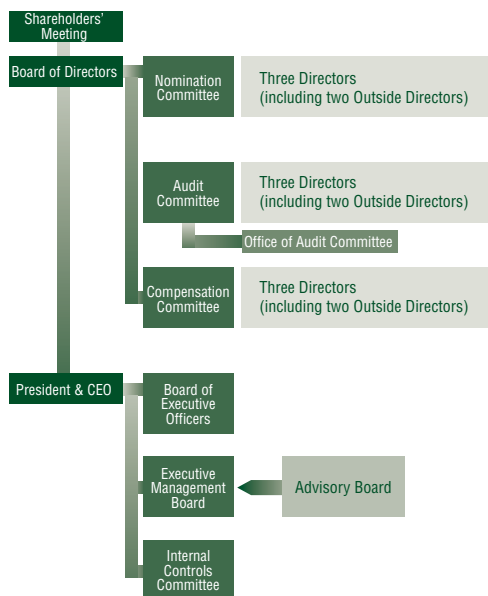 Shareholders’
Meeting
Board of Directors
Nomination
Committee
Three Directors
(including two Outside Directors)
Audit
Committee
Three Directors
(including two Outside Directors)
Office of Audit Committee
Compensation
Committee
Three Directors
(including two Outside Directors)
President & CEO
Board of
Executive
Officers
Executive
Management
Board
Advisory Board
Internal
Controls
Committee